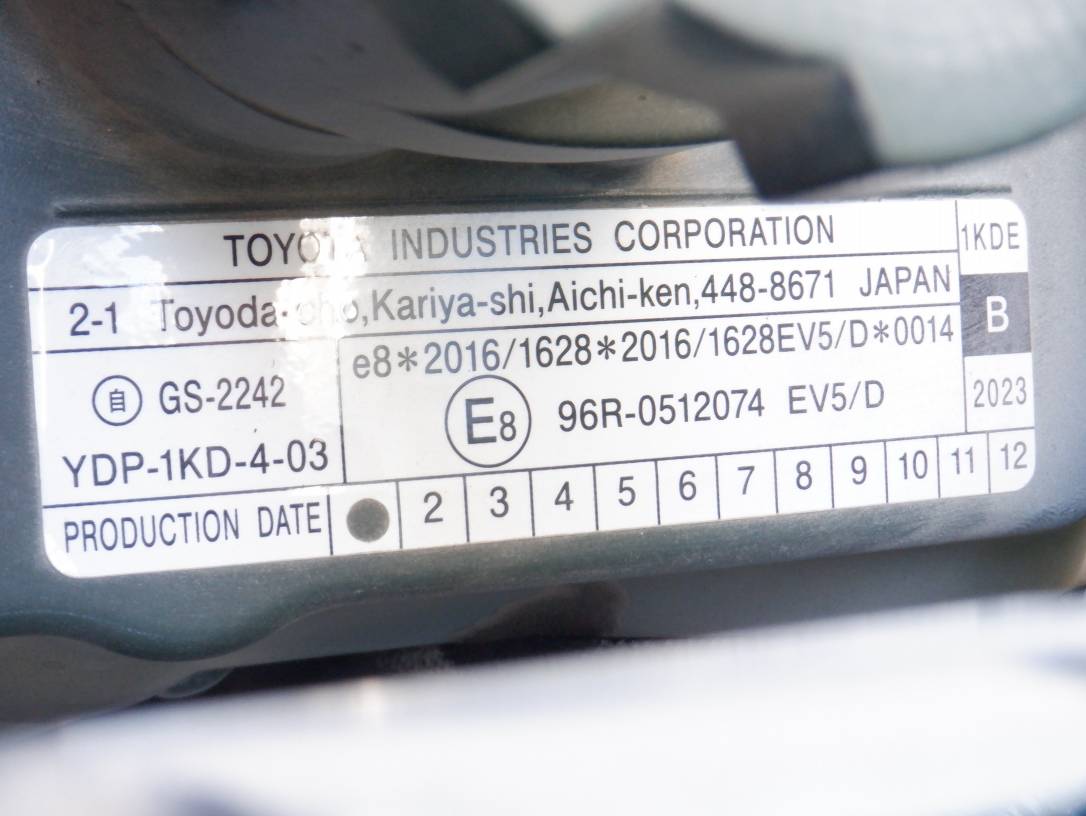 TOYOTA INDUSTRIES CORPORATION
1KDE
2-1 Toyoda-cho,Kariya-shi,Aichi-ken,448-8671 JAPAN
B
e8*2016/1628*2016/1628EV5/D*0014
自 GS-2242
E8 96R-0512074 EV5/D
2023
YDP-1KD-4-03
PRODUCTION DATE ● 2 3 4 5 6 7 8 9 10 11 12